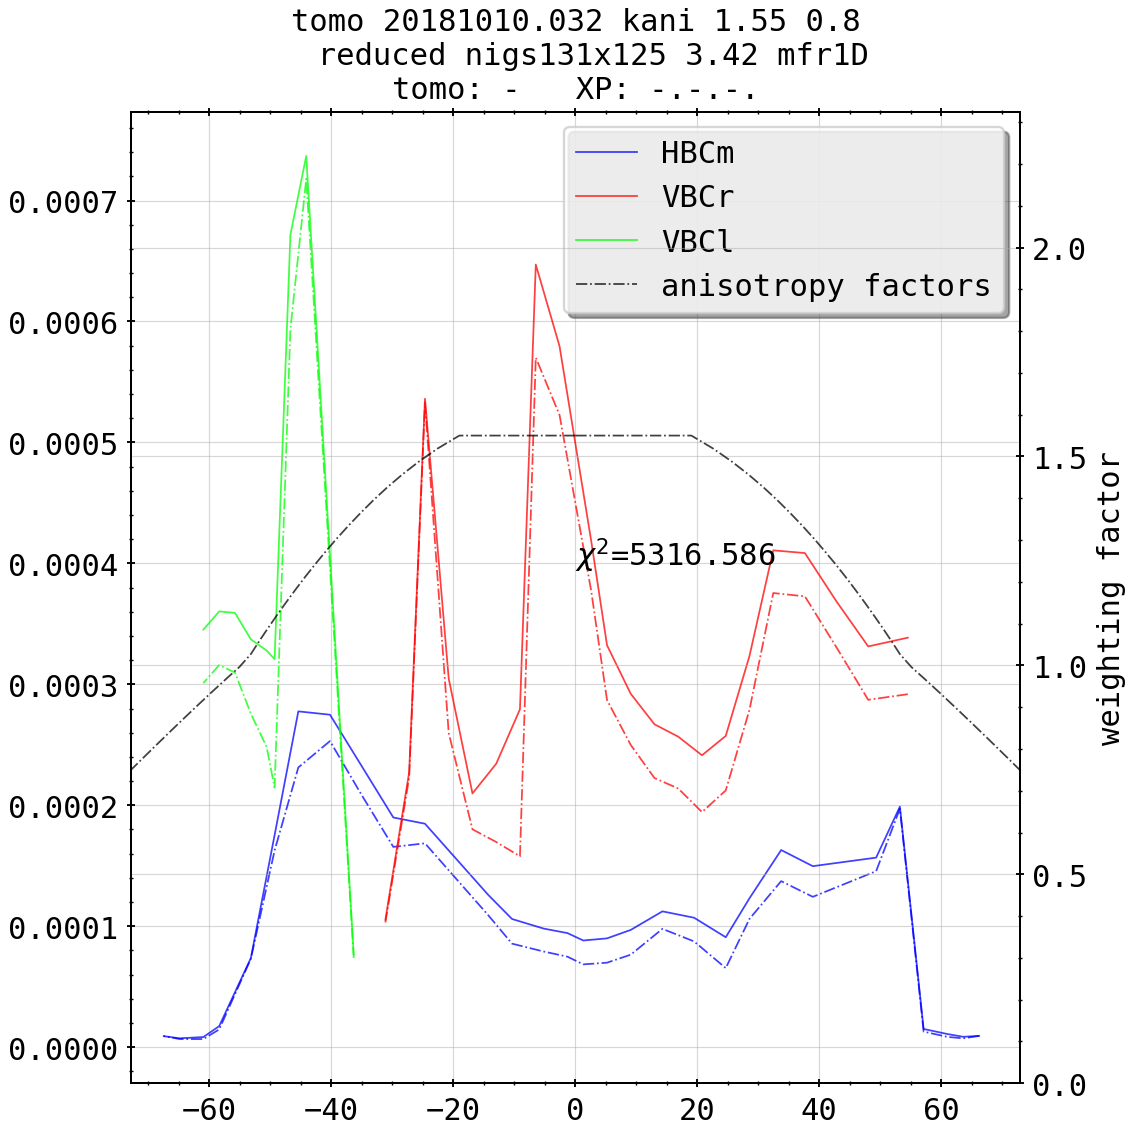 tomo 20181010.032 kani 1.55 0.8
reduced nigs131x125 3.42 mfr1D
tomo: -   XP: -.-.-.
HBCm
VBCr
VBCl
anisotropy factors
χ²=5316.586
0.0007
0.0006
0.0005
0.0004
0.0003
0.0002
0.0001
0.0000
2.0
1.5
1.0
0.5
0.0
weighting factor
−60 −40 −20 0 20 40 60